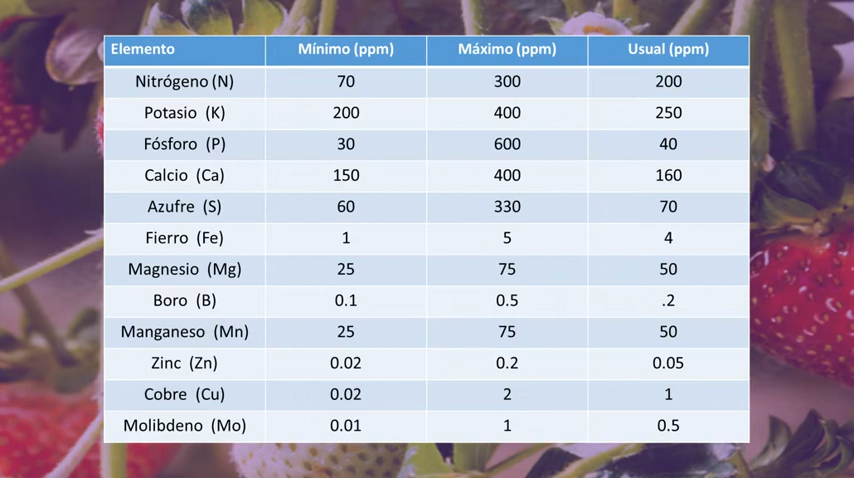 Elemento Mínimo (ppm) Máximo (ppm) Usual (ppm)
Nitrógeno (N) 70 300 200
Potasio (K) 200 400 250
Fósforo (P) 30 600 40
Calcio (Ca) 150 400 160
Azufre (S) 60 330 70
Fierro (Fe) 1 5 4
Magnesio (Mg) 25 75 50
Boro (B) 0.1 0.5 .2
Manganeso (Mn) 25 75 50
Zinc (Zn) 0.02 0.2 0.05
Cobre (Cu) 0.02 2 1
Molibdeno (Mo) 0.01 1 0.5